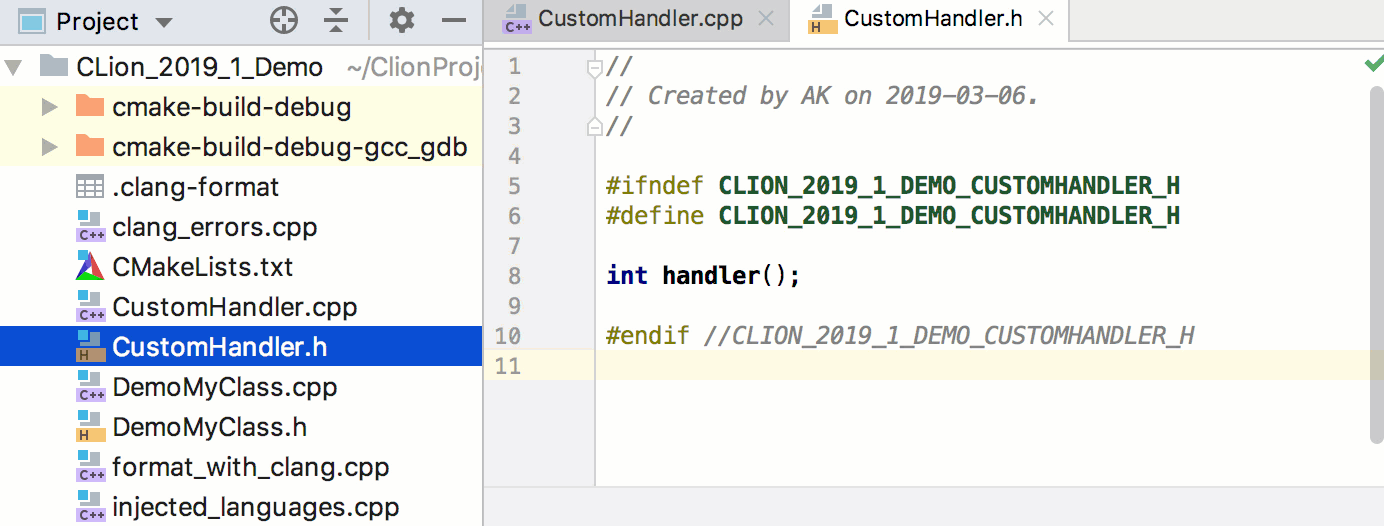 Project
CLion_2019_1_Demo ~/ClionProj
cmake-build-debug
cmake-build-debug-gcc_gdb
.clang-format
C++ clang_errors.cpp
CMakeLists.txt
C++ CustomHandler.cpp
H CustomHandler.h
C++ DemoMyClass.cpp
H DemoMyClass.h
C++ format_with_clang.cpp
C++ injected_languages.cpp
C++ CustomHandler.cpp
H CustomHandler.h
1 //
2 // Created by AK on 2019-03-06.
3 //
4
5 #ifndef CLION_2019_1_DEMO_CUSTOMHANDLER_H
6 #define CLION_2019_1_DEMO_CUSTOMHANDLER_H
7
8 int handler();
9
10 #endif //CLION_2019_1_DEMO_CUSTOMHANDLER_H
11